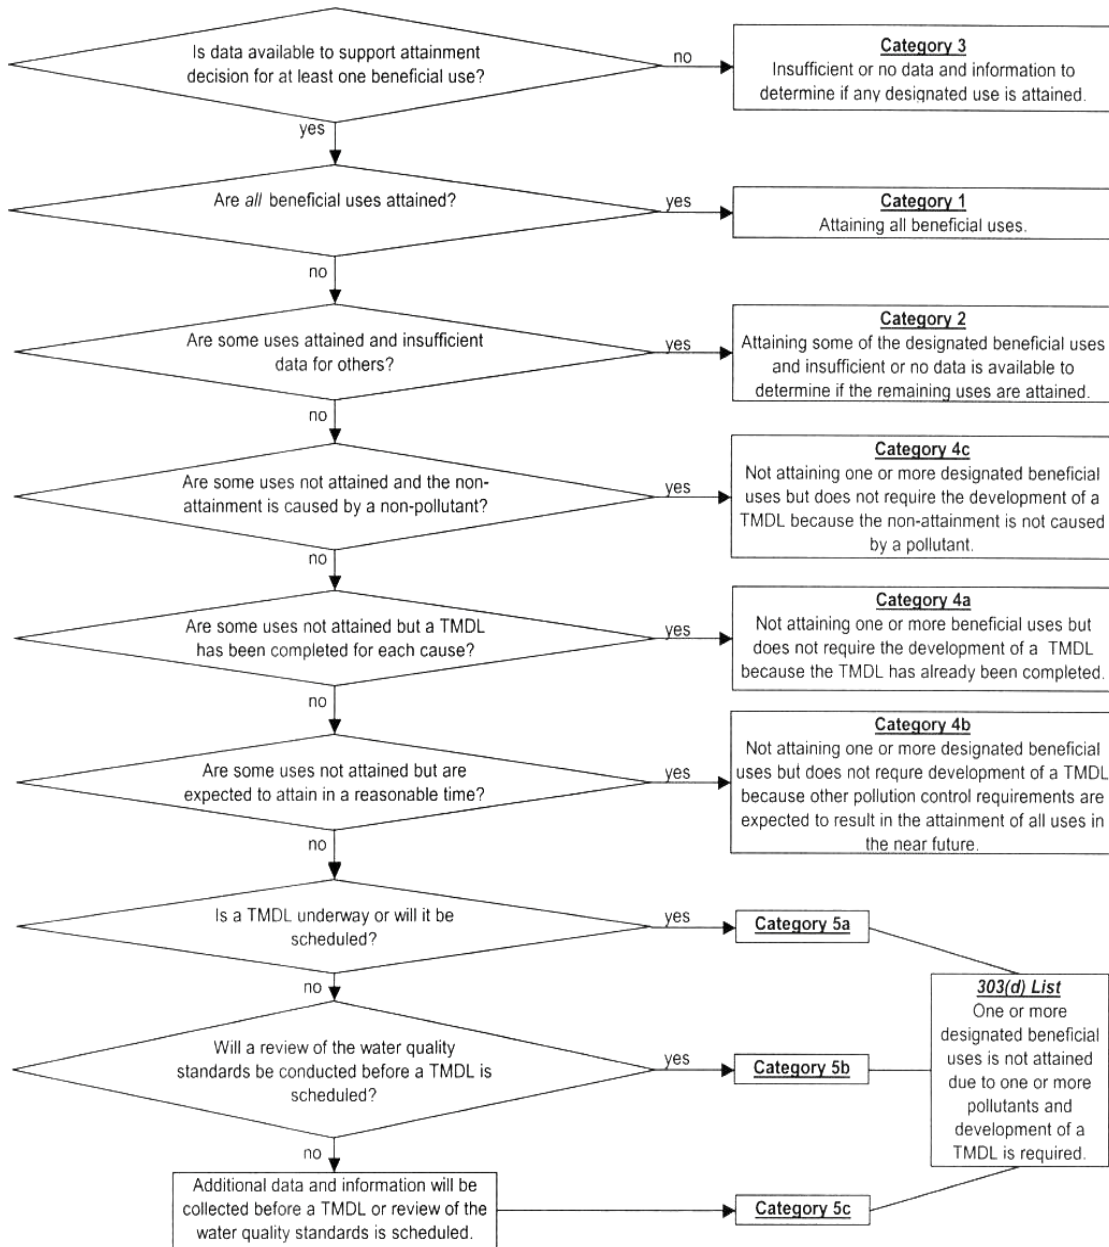 Is data available to support attainment
decision for at least one beneficial use?
no
Category 3
Insufficient or no data and information to
determine if any designated use is attained.
yes
Are all beneficial uses attained?
yes
Category 1
Attaining all beneficial uses.
no
Are some uses attained and insufficient
data for others?
yes
Category 2
Attaining some of the designated beneficial uses
and insufficient or no data is available to
determine if the remaining uses are attained.
no
Are some uses not attained and the non-
attainment is caused by a non-pollutant?
yes
Category 4c
Not attaining one or more designated beneficial
uses but does not require the development of a
TMDL because the non-attainment is not caused
by a pollutant.
no
Are some uses not attained but a TMDL
has been completed for each cause?
yes
Category 4a
Not attaining one or more beneficial uses but
does not require the development of a TMDL
because the TMDL has already been completed.
no
Are some uses not attained but are
expected to attain in a reasonable time?
yes
Category 4b
Not attaining one or more designated beneficial
uses but does not requre development of a TMDL
because other pollution control requirements are
expected to result in the attainment of all uses in
the near future.
no
Is a TMDL underway or will it be
scheduled?
yes
Category 5a
no
303(d) List
One or more
designated beneficial
uses is not attained
due to one or more
pollutants and
development of a
TMDL is required.
Will a review of the water quality
standards be conducted before a TMDL is
scheduled?
yes
Category 5b
no
Additional data and information will be
collected before a TMDL or review of the
water quality standards is scheduled.
Category 5c